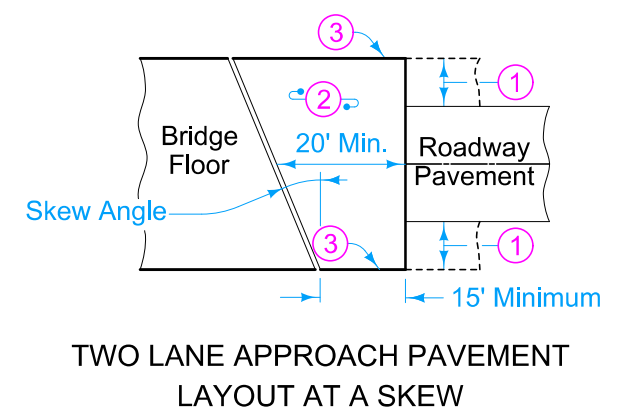 3
1
2
Bridge
Floor
20' Min.
Roadway
Pavement
Skew Angle
3
1
15' Minimum
TWO LANE APPROACH PAVEMENT
LAYOUT AT A SKEW